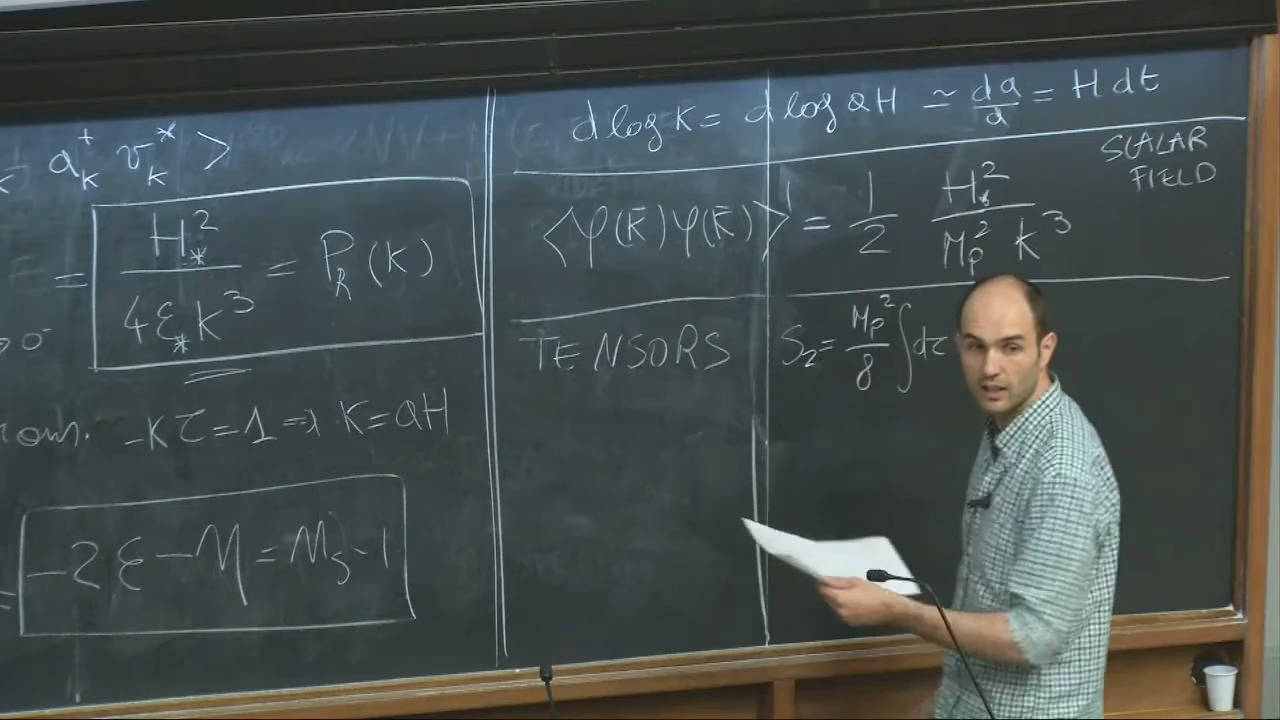 a_k^+ v_k^* >
= H_*^2 / 4ε_* k^3 = P_R(k)
→0^-
-kτ=1 ⇒ k=aH
= -2ε-η=n_s-1
d log k = d log aH ≃ da/a = H dt
SCALAR
FIELD
⟨φ(k̄)φ(k̄)⟩' = 1/2 H_*^2 / M_p^2 k^3
TENSORS S_2= M_p^2/8 ∫dτ